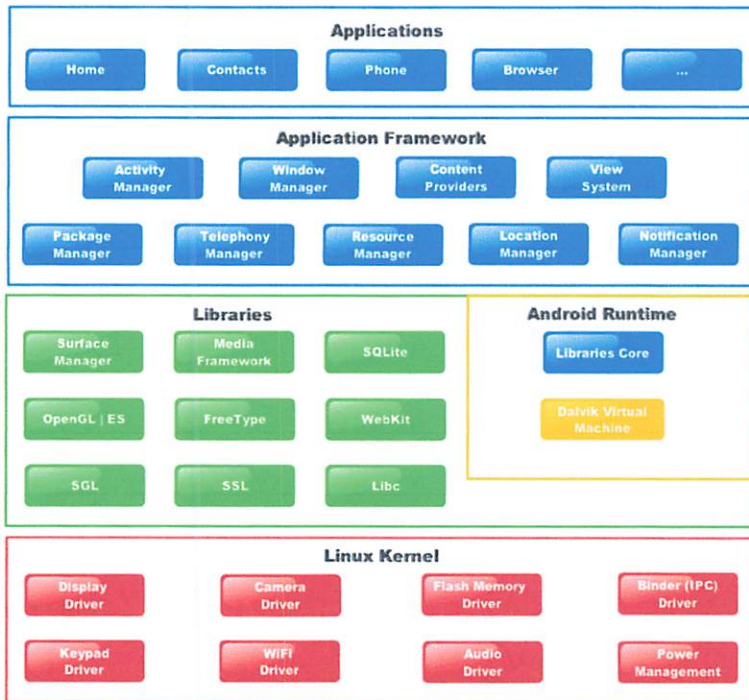 Applications
Home
Contacts
Phone
Browser
...
Application Framework
Activity
Manager
Window
Manager
Content
Providers
View
System
Package
Manager
Telephony
Manager
Resource
Manager
Location
Manager
Notification
Manager
Libraries
Surface
Manager
Media
Framework
SQLite
OpenGL | ES
FreeType
WebKit
SGL
SSL
Libc
Android Runtime
Libraries Core
Dalvik Virtual
Machine
Linux Kernel
Display
Driver
Camera
Driver
Flash Memory
Driver
Binder (IPC)
Driver
Keypad
Driver
WiFi
Driver
Audio
Driver
Power
Management